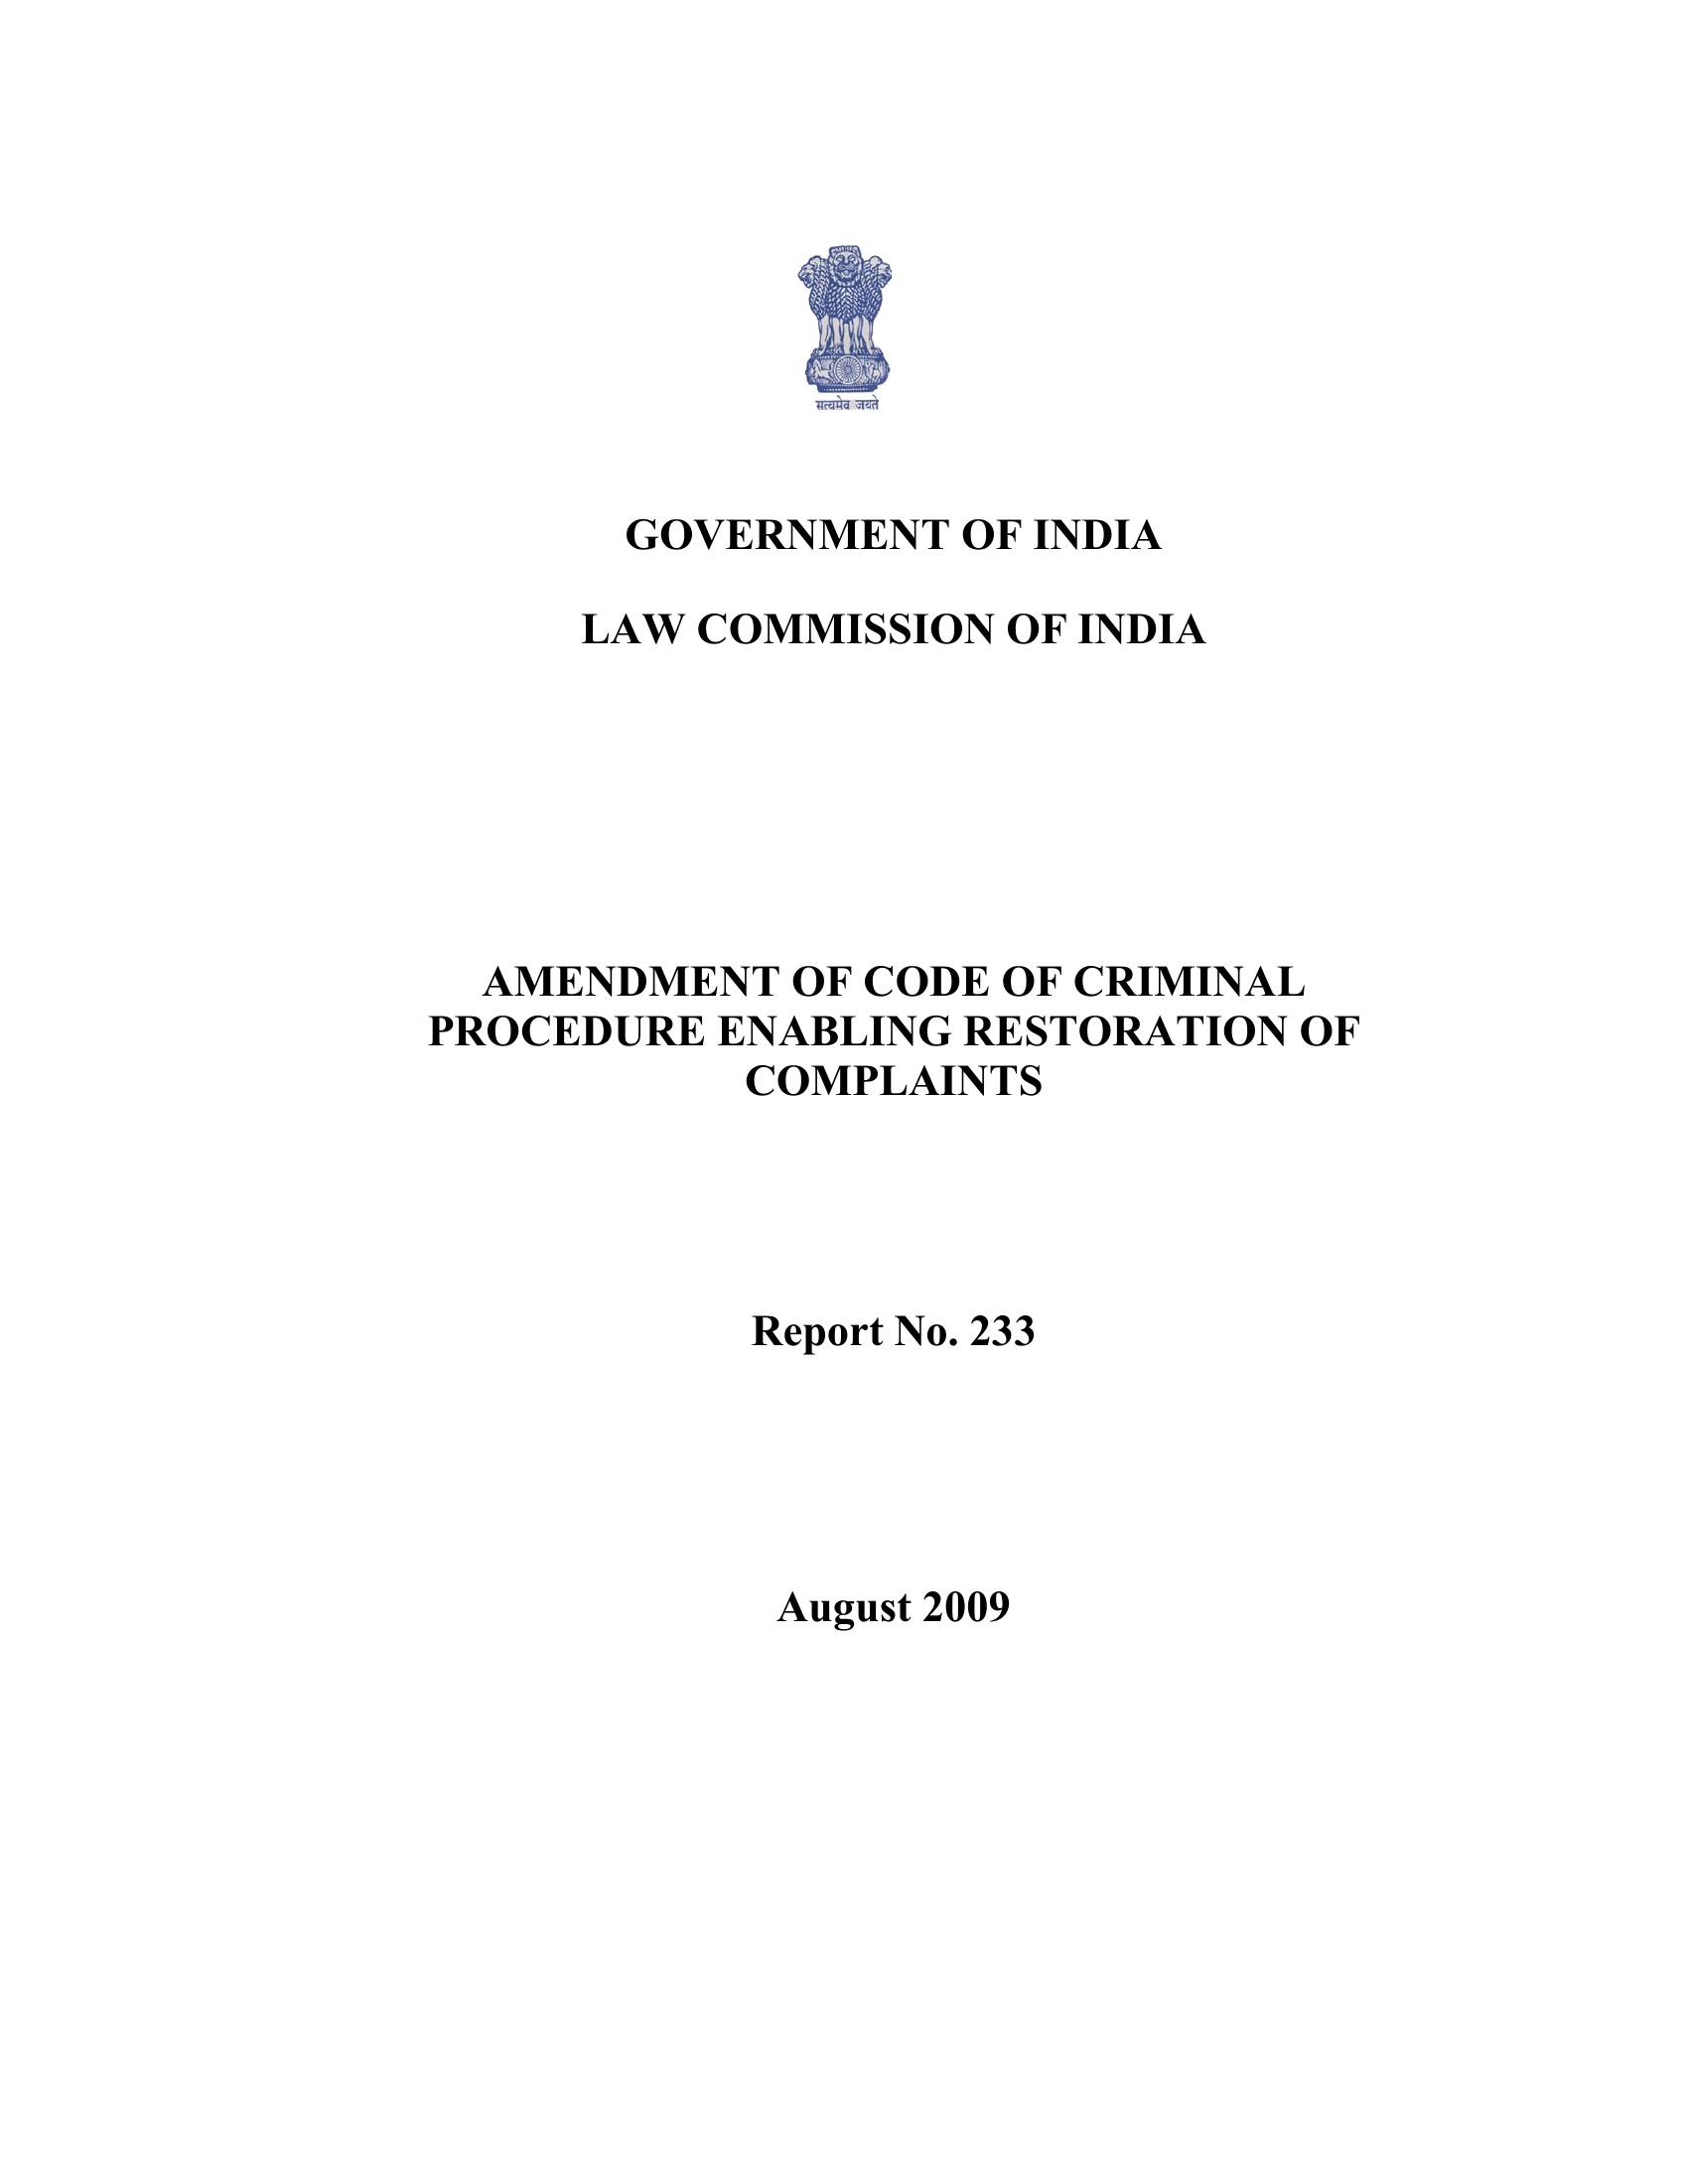 सत्यमेव जयते
GOVERNMENT OF INDIA
LAW COMMISSION OF INDIA
AMENDMENT OF CODE OF CRIMINAL
PROCEDURE ENABLING RESTORATION OF
COMPLAINTS
Report No. 233
August 2009